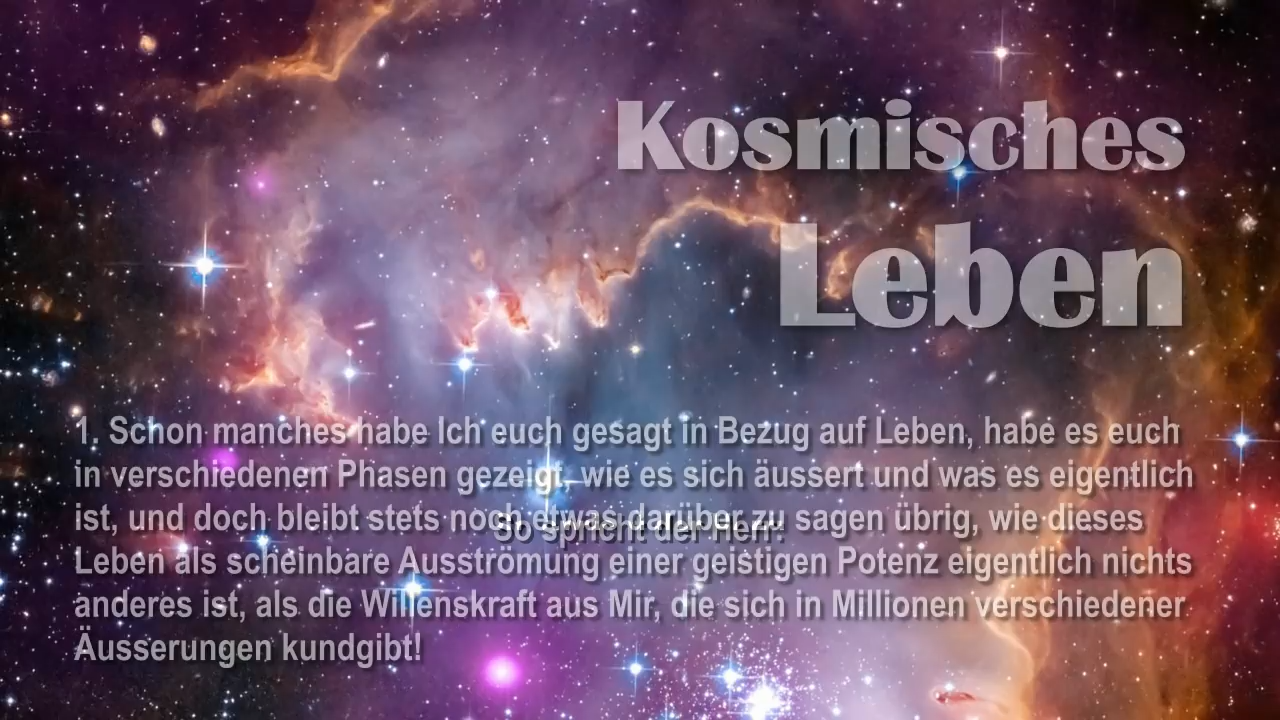 Kosmisches
Leben
1. Schon manches habe Ich euch gesagt in Bezug auf Leben, habe es euch
in verschiedenen Phasen gezeigt, wie es sich äussert und was es eigentlich
ist, und doch bleibt stets noch etwas darüber zu sagen übrig, wie dieses
So spricht der Herr:
Leben als scheinbare Ausströmung einer geistigen Potenz eigentlich nichts
anderes ist, als die Willenskraft aus Mir, die sich in Millionen verschiedener
Äusserungen kundgibt!